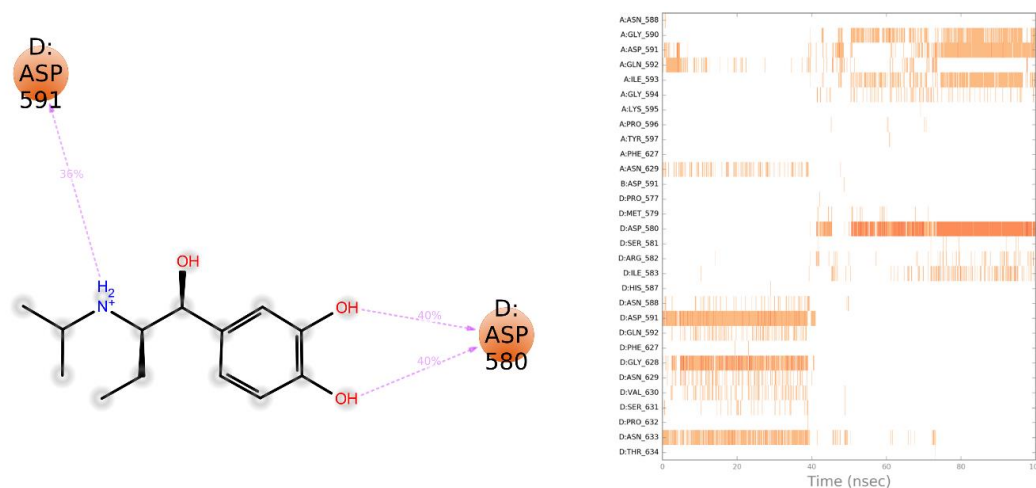 D:
ASP
591
36%
H
2
N
+
OH
OH
OH
40%
40%
D:
ASP
580
A:ASN_588
A:GLY_590
A:ASP_591
A:GLN_592
A:ILE_593
A:GLY_594
A:LYS_595
A:PRO_596
A:TYR_597
A:PHE_627
A:ASN_629
B:ASP_591
D:PRO_577
D:MET_579
D:ASP_580
D:SER_581
D:ARG_582
D:ILE_583
D:HIS_587
D:ASN_588
D:ASP_591
D:GLN_592
D:PHE_627
D:GLY_628
D:ASN_629
D:VAL_630
D:SER_631
D:PRO_632
D:ASN_633
D:THR_634
0 20 40 60 80 10
Time (nsec)